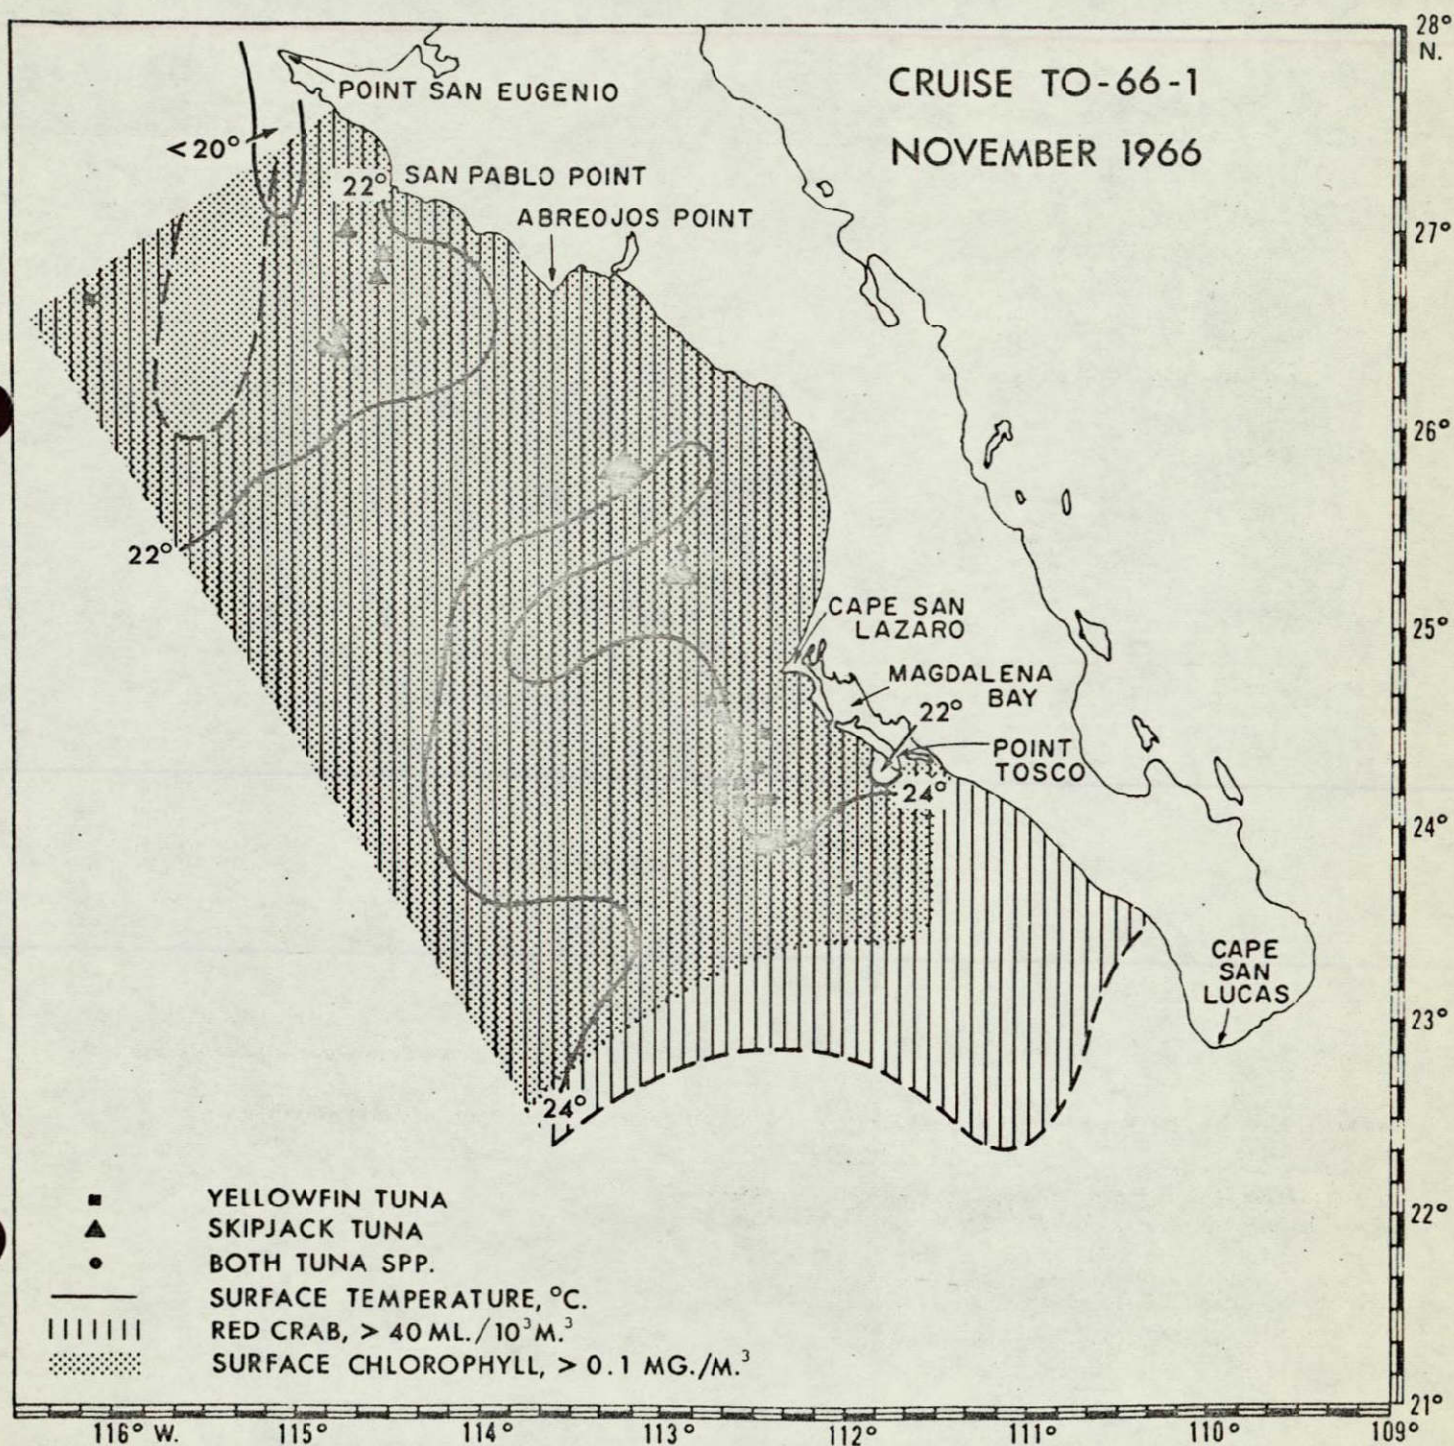 28°
N.
CRUISE TO-66-1
NOVEMBER 1966
POINT SAN EUGENIO
<20°
22°
SAN PABLO POINT
ABREOJOS POINT
27°
26°
22°
CAPE SAN
LAZARO
25°
MAGDALENA
BAY
22°
POINT
TOSCO
24°
24°
CAPE
SAN
LUCAS
23°
24°
YELLOWFIN TUNA
22°
SKIPJACK TUNA
BOTH TUNA SPP.
SURFACE TEMPERATURE, °C.
RED CRAB, > 40 ML./10³M.³
SURFACE CHLOROPHYLL, > 0.1 MG./M.³
21°
116° W. 115° 114° 113° 112° 111° 110° 109°